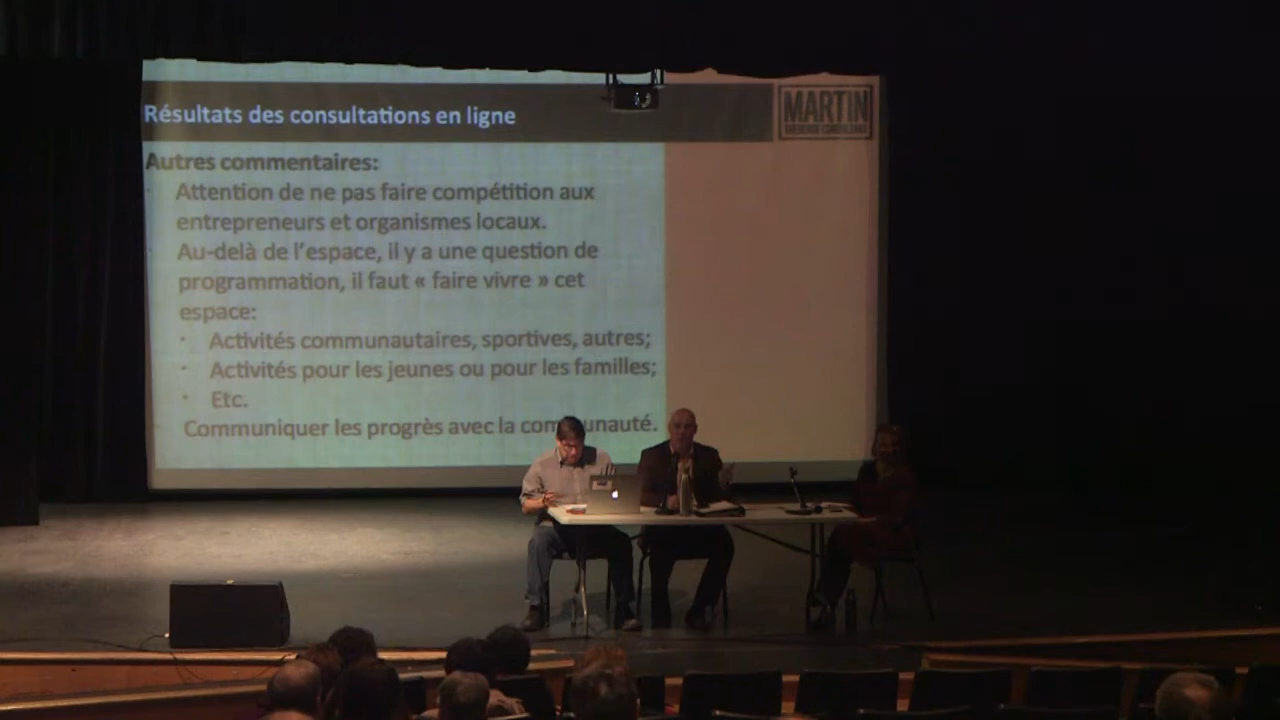 Résultats des consultations en ligne
MARTIN
Autres commentaires:
Attention de ne pas faire compétition aux
entrepreneurs et organismes locaux.
Au-delà de l'espace, il y a une question de
programmation, il faut « faire vivre » cet
espace:
• Activités communautaires, sportives, autres;
• Activités pour les jeunes ou pour les familles;
• Etc.
Communiquer les progrès avec la communauté.